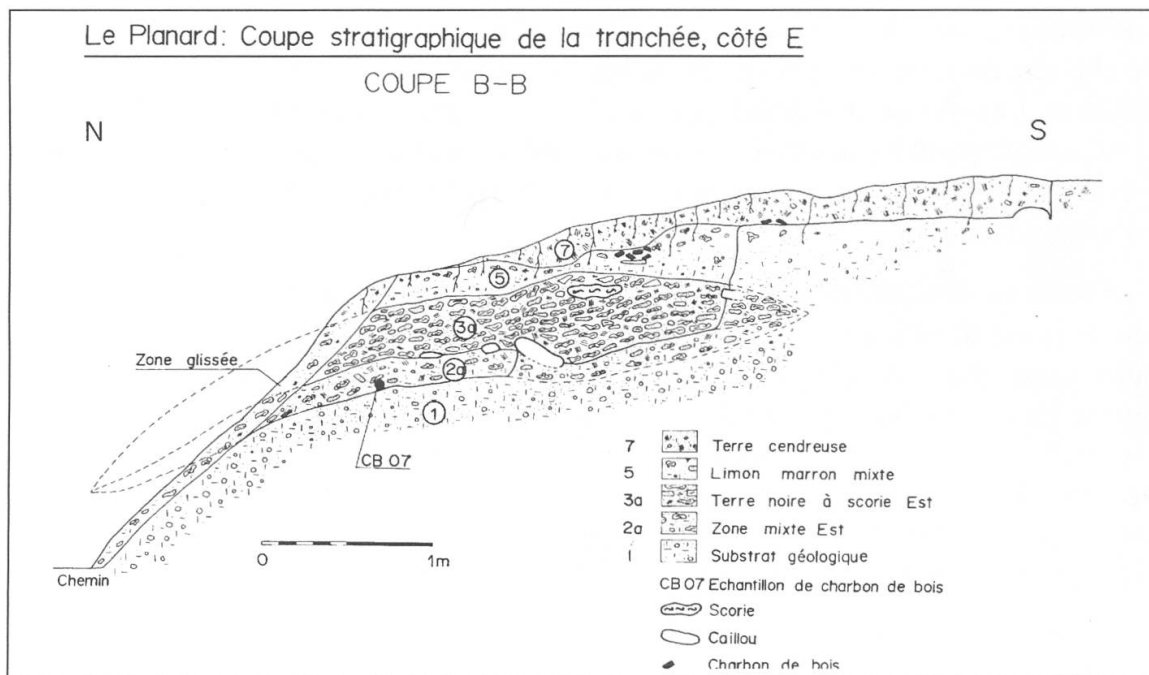 Le Planard: Coupe stratigraphique de la tranchée, côté E
COUPE B-B
N
S
7
5
3a
Zone glissée
2a
1
CB 07
0 1m
Chemin
7 Terre cendreuse
5 Limon marron mixte
3a Terre noire à scorie Est
2a Zone mixte Est
1 Substrat géologique
CB 07 Echantillon de charbon de bois
Scorie
Caillou
Charbon de bois